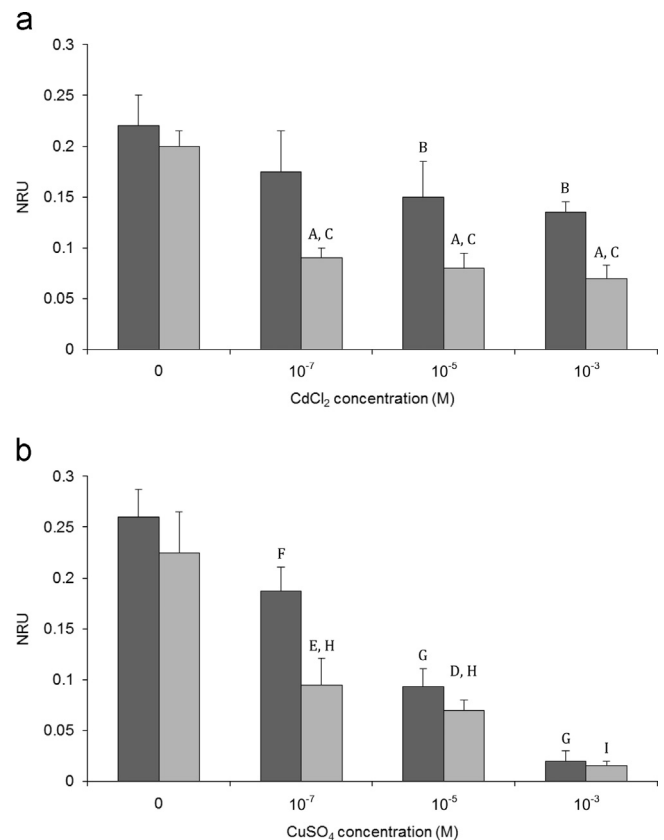 a
0.3
0.25
0.2
0.15
0.1
0.05
0
NRU
B
B
A, C
A, C
A, C
0 10⁻⁷ 10⁻⁵ 10⁻³
CdCl₂ concentration (M)
b
0.3
0.25
0.2
0.15
0.1
0.05
0
NRU
F
E, H
G
D, H
G
I
0 10⁻⁷ 10⁻⁵ 10⁻³
CuSO₄ concentration (M)